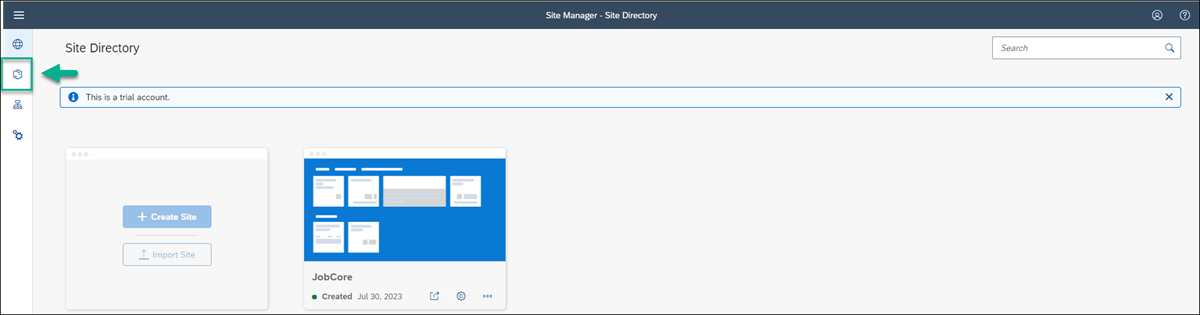 Site Manager - Site Directory
Site Directory
Search
This is a trial account.
Create Site
Import Site
JobCore
Created Jul 30, 2023